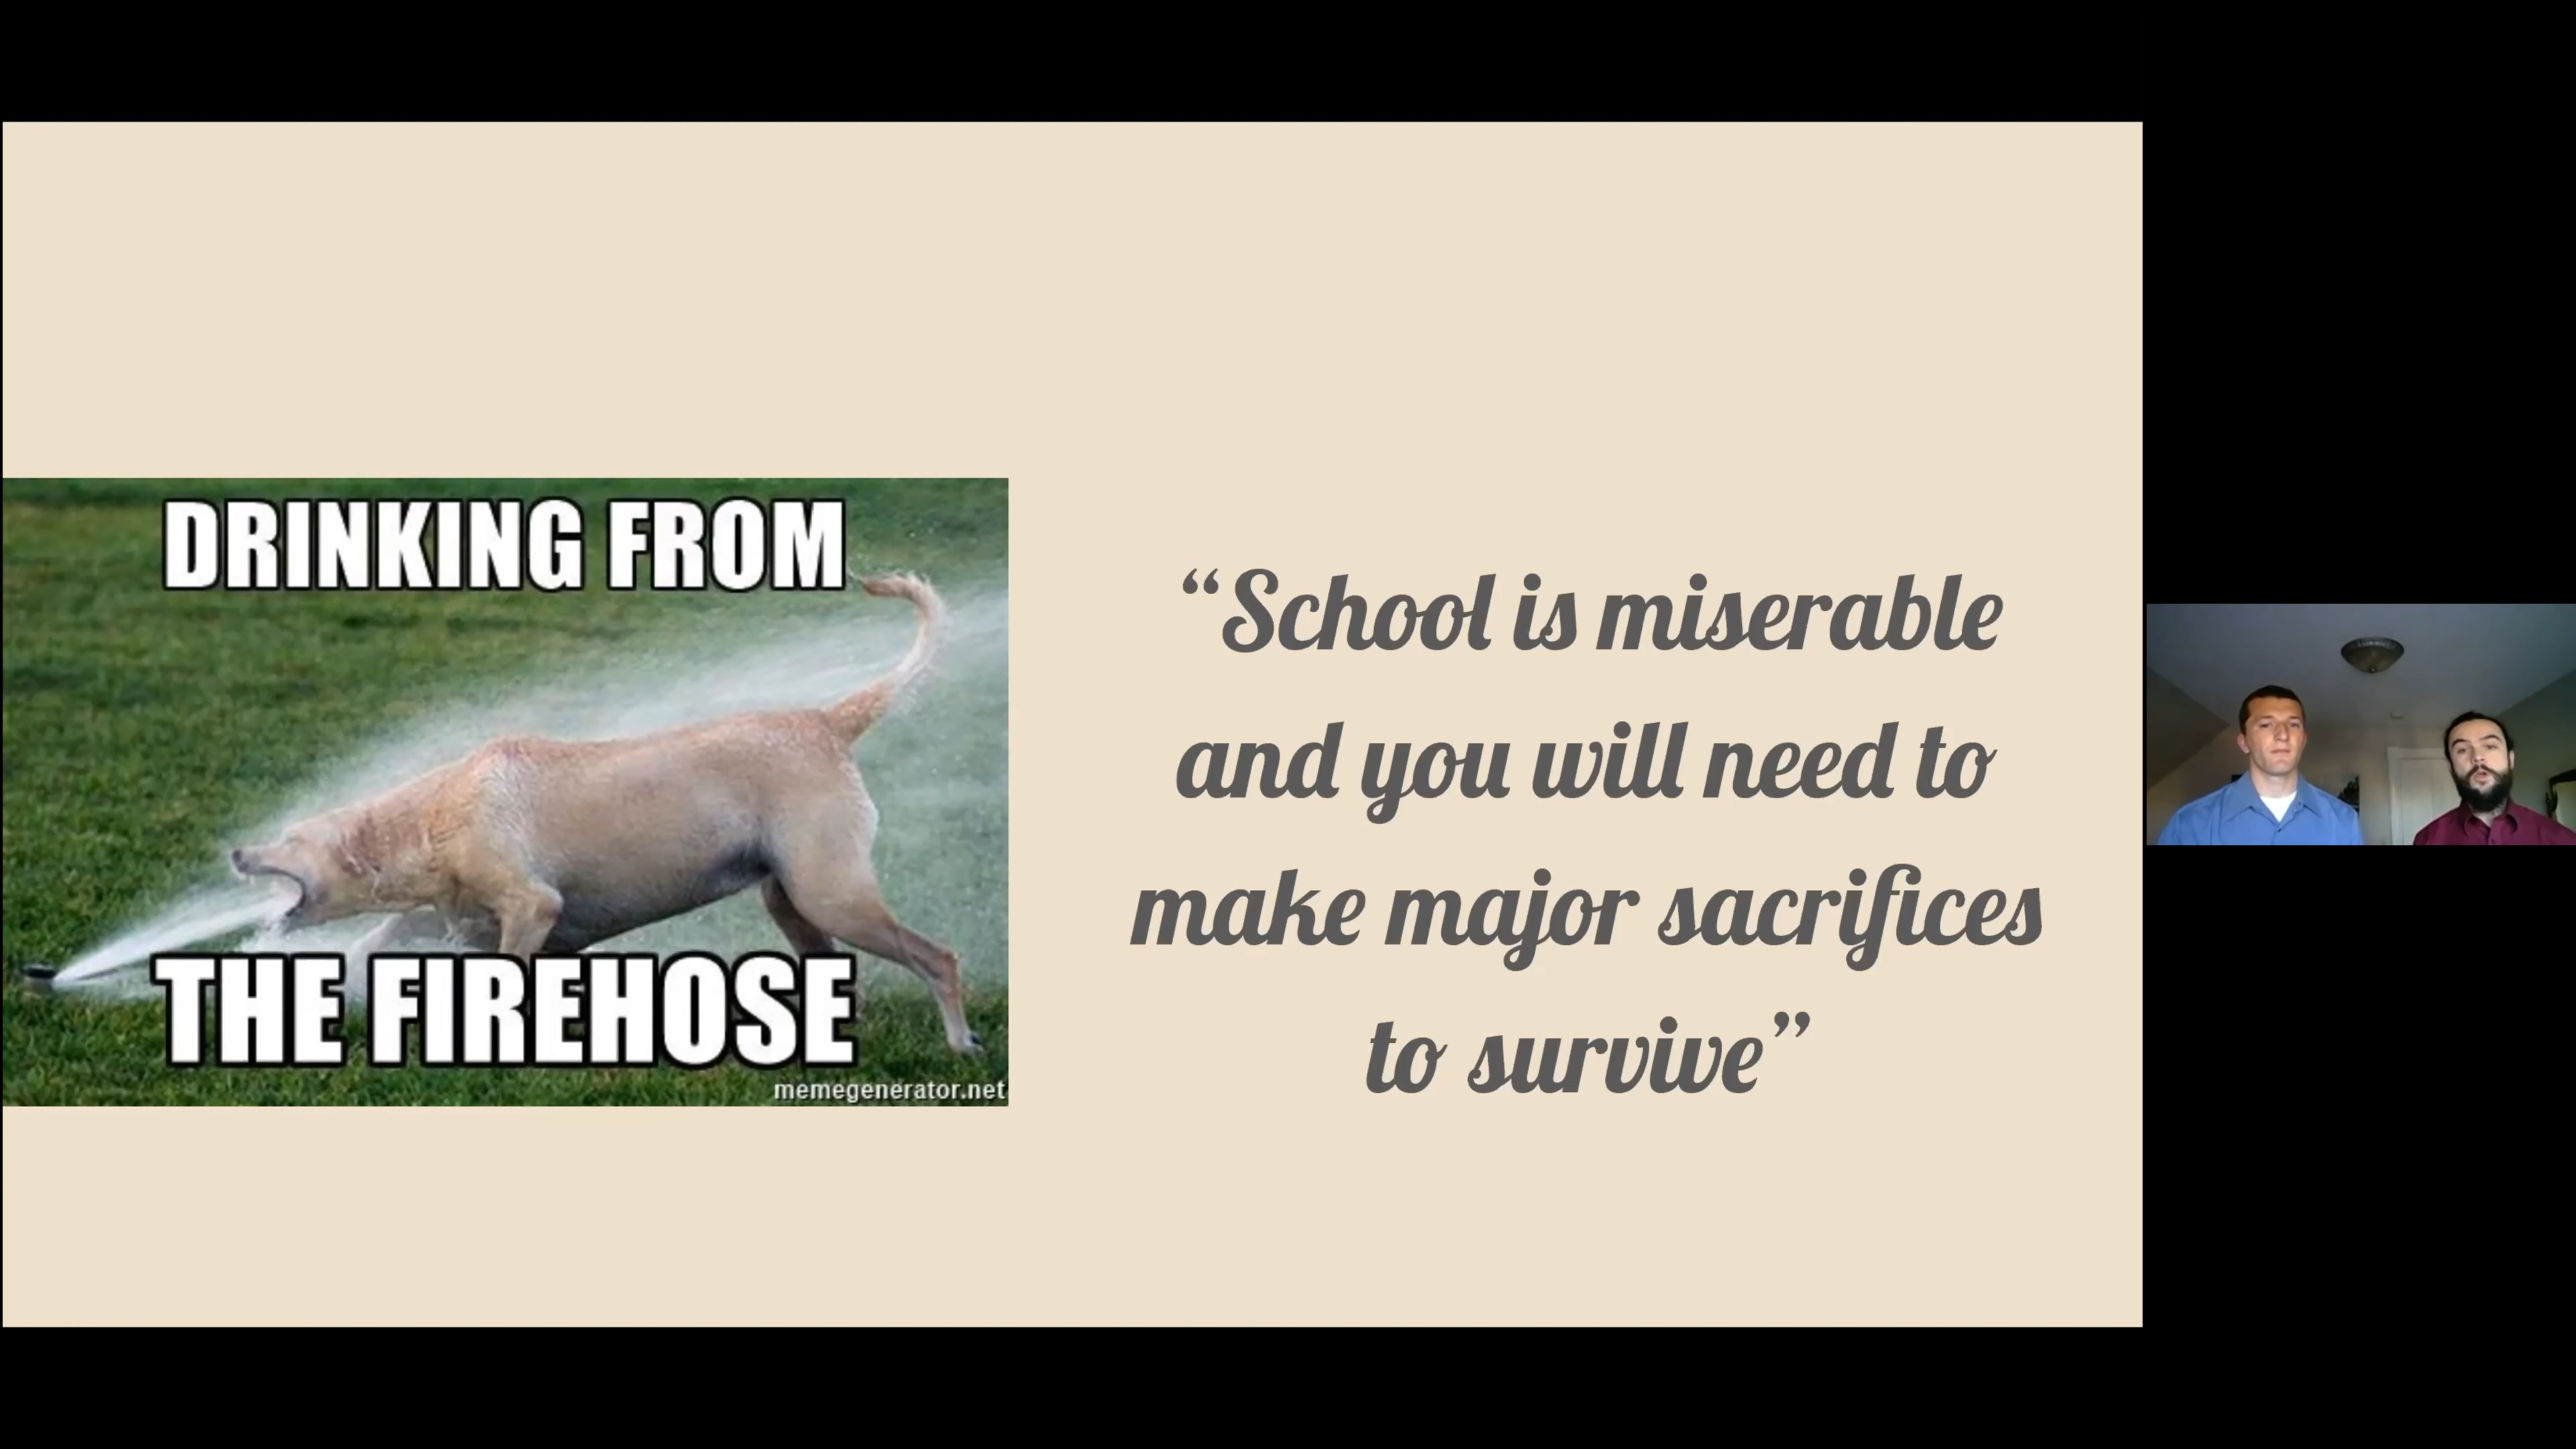 DRINKING FROM
THE FIREHOSE
memegenerator.net
“School is miserable
and you will need to
make major sacrifices
to survive”